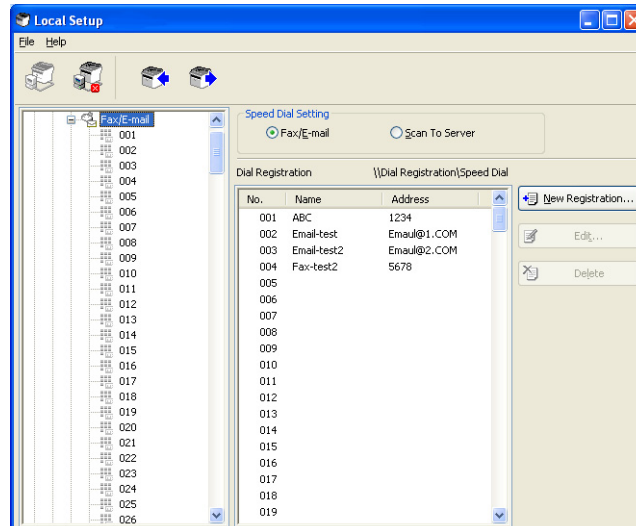 Local Setup
File Help
Fax/E-mail
001
002
003
004
005
006
007
008
009
010
011
012
013
014
015
016
017
018
019
020
021
022
023
024
025
026
Speed Dial Setting
Fax/E-mail Scan To Server
Dial Registration \\Dial Registration\Speed Dial
No. Name Address
001 ABC 1234
002 Email-test Emaul@1.COM
003 Email-test2 Emaul@2.COM
004 Fax-test2 5678
005
006
007
008
009
010
011
012
013
014
015
016
017
018
019
New Registration...
Edit...
Delete